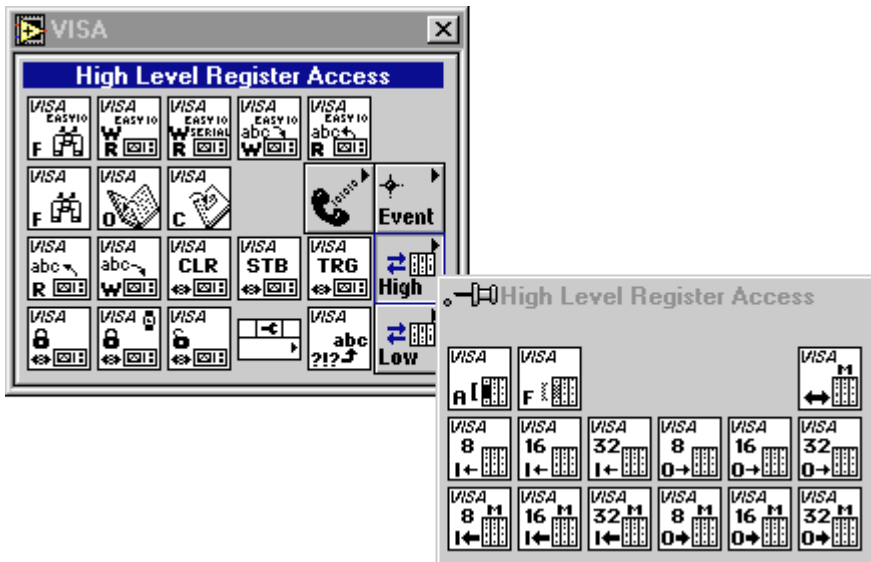 VISA
High Level Register Access
VISA VISA VISA VISA VISA
EASY IO EASY IO EASY IO EASY IO EASY IO
W W SERIAL abc abc
F R R W R
VISA VISA VISA
F O C Event
VISA VISA VISA VISA VISA
abc abc CLR STB TRG
R W High
VISA VISA VISA VISA
abc
?!? Low
High Level Register Access
VISA VISA VISA
M
A F
VISA VISA VISA VISA VISA VISA
8 16 32 8 16 32
I← I← I← O→ O→ O→
VISA VISA VISA VISA VISA VISA
8 M 16 M 32 M 8 M 16 M 32 M
I← I← I← O→ O→ O→